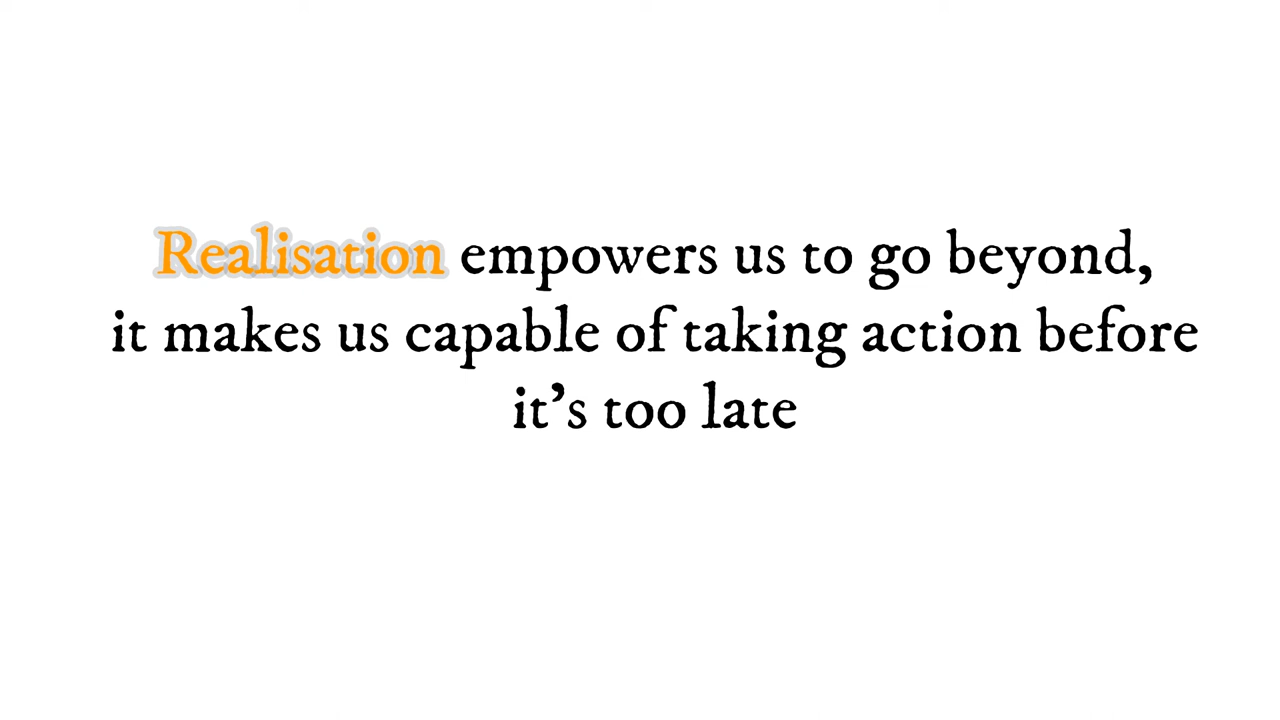 Realisation empowers us to go beyond,
it makes us capable of taking action before
it’s too late